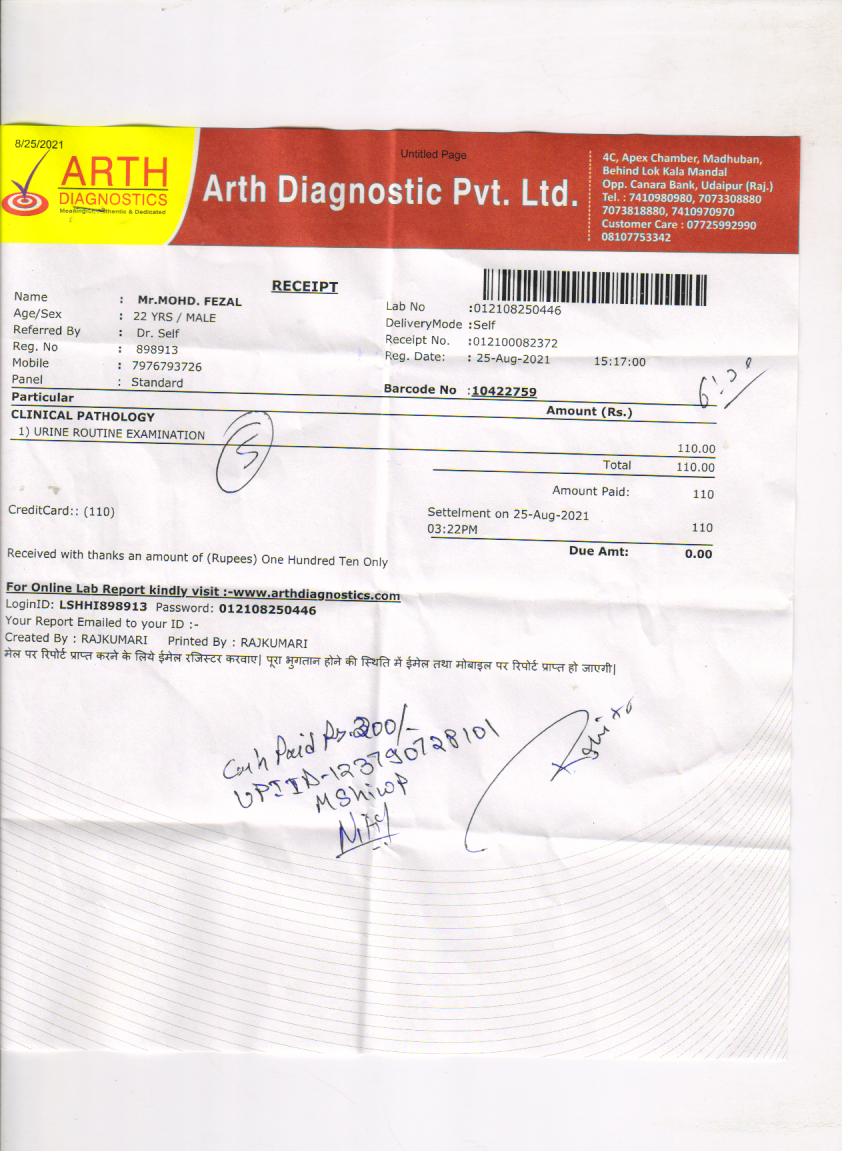 8/25/2021
Untitled Page
ARTH
DIAGNOSTICS
Arth Diagnostic Pvt. Ltd.
4C, Apex Chamber, Madhuban,
Behind Lok Kala Mandal
Opp. Canara Bank, Udaipur (Raj.)
Tel. : 7410980980, 7073308880
7073818880, 7410970970
Customer Care : 07725992990
08107753342
RECEIPT
Name : Mr.MOHD. FEZAL
Age/Sex : 22 YRS / MALE
Referred By : Dr. Self
Reg. No : 898913
Mobile : 7976793726
Panel : Standard
Lab No :012108250446
DeliveryMode :Self
Receipt No. :012100082372
Reg. Date: : 25-Aug-2021 15:17:00
Barcode No :10422759
6:30
Particular Amount (Rs.)
CLINICAL PATHOLOGY
1) URINE ROUTINE EXAMINATION 110.00
5
Total 110.00
Amount Paid: 110
CreditCard:: (110)
Settelment on 25-Aug-2021
03:22PM 110
Due Amt: 0.00
Received with thanks an amount of (Rupees) One Hundred Ten Only
For Online Lab Report kindly visit :-www.arthdiagnostics.com
LoginID: LSHHI898913 Password: 012108250446
Your Report Emailed to your ID :-
Created By : RAJKUMARI Printed By : RAJKUMARI
मेल पर रिपोर्ट प्राप्त करने के लिये ईमेल रजिस्टर करवाए| पूरा भुगतान होने की स्थिति में ईमेल तथा मोबाइल पर रिपोर्ट प्राप्त हो जाएगी|
Cash Paid Rs.200/-
UPI ID-123790728101